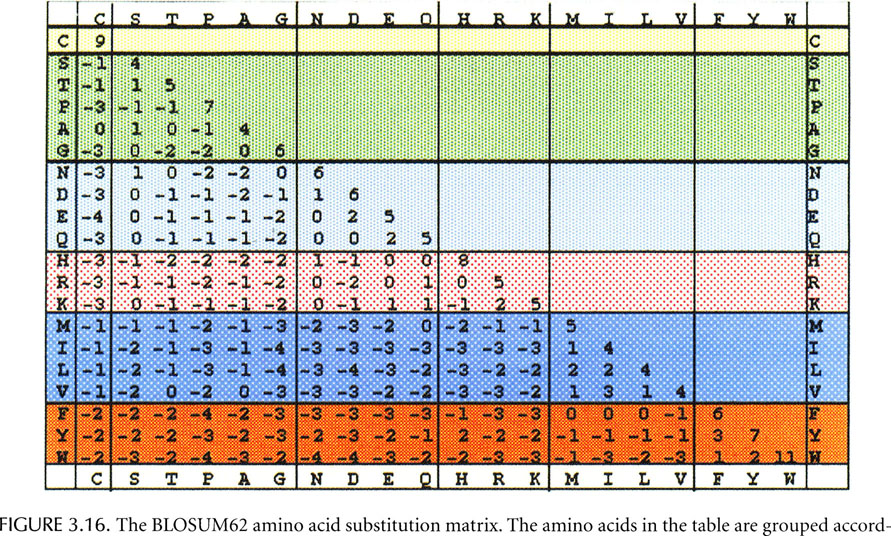 C S T P A G N D E Q H R K M I L V F Y W
C 9 C
S -1 4 S
T -1 1 5 T
P -3 -1 -1 7 P
A 0 1 0 -1 4 A
G -3 0 -2 -2 0 6 G
N -3 1 0 -2 -2 0 6 N
D -3 0 -1 -1 -2 -1 1 6 D
E -4 0 -1 -1 -1 -2 0 2 5 E
Q -3 0 -1 -1 -1 -2 0 0 2 5 Q
H -3 -1 -2 -2 -2 -2 1 -1 0 0 8 H
R -3 -1 -1 -2 -1 -2 0 -2 0 1 0 5 R
K -3 0 -1 -1 -1 -2 0 -1 1 1 -1 2 5 K
M -1 -1 -1 -2 -1 -3 -2 -3 -2 0 -2 -1 -1 5 M
I -1 -2 -1 -3 -1 -4 -3 -3 -3 -3 -3 -3 -3 1 4 I
L -1 -2 -1 -3 -1 -4 -3 -4 -3 -2 -3 -2 -2 2 2 4 L
V -1 -2 0 -2 0 -3 -3 -3 -2 -2 -3 -3 -2 1 3 1 4 V
F -2 -2 -2 -4 -2 -3 -3 -3 -3 -3 -1 -3 -3 0 0 0 -1 6 F
Y -2 -2 -2 -3 -2 -3 -2 -3 -2 -1 2 -2 -2 -1 -1 -1 -1 3 7 Y
W -2 -3 -2 -4 -3 -2 -4 -4 -3 -2 -2 -3 -3 -1 -3 -2 -3 1 2 11 W
C S T P A G N D E Q H R K M I L V F Y W
FIGURE 3.16. The BLOSUM62 amino acid substitution matrix. The amino acids in the table are grouped accord-